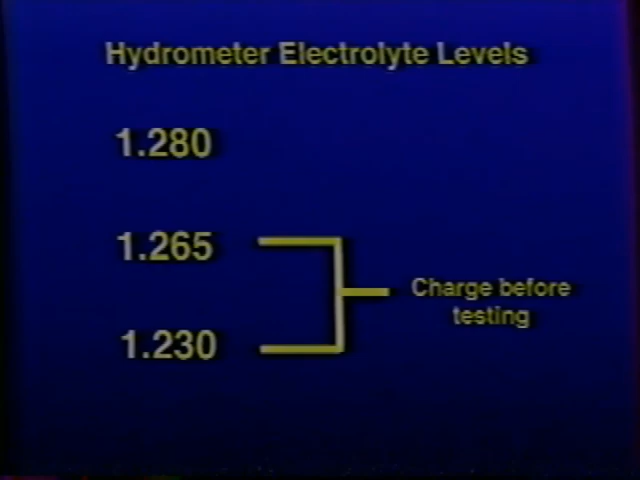 Hydrometer Electrolyte Levels
1.280
1.265
1.230
Charge before
testing